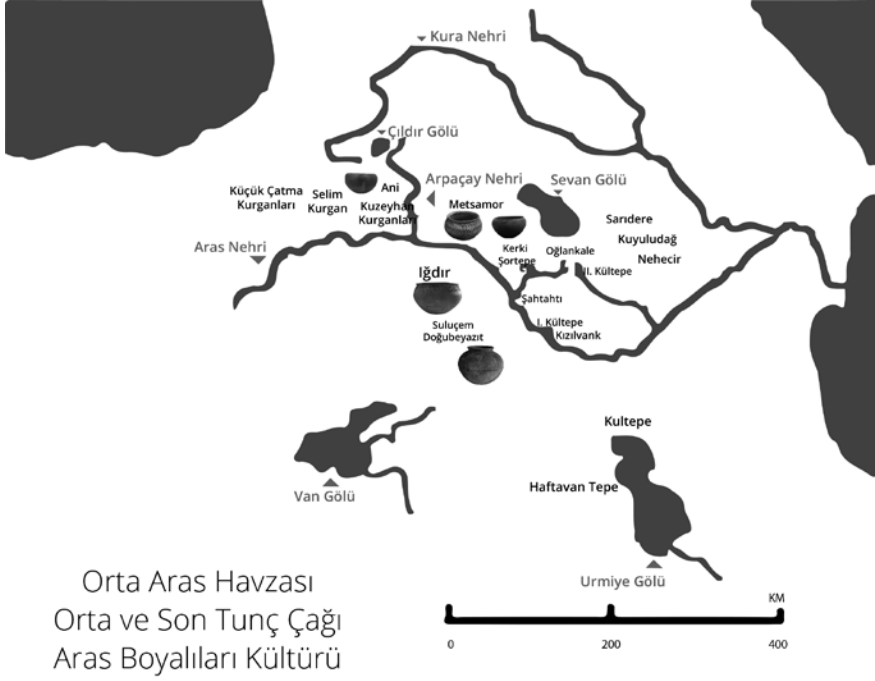 Kura Nehri
Çıldır Gölü
Arpaçay Nehri
Sevan Gölü
Küçük Çatma
Kurganları
Selim
Kurgan
Ani
Kuzeyhan
Kurganları
Metsamor
Sarıdere
Kuyuludağ
Nehecir
Aras Nehri
Kerki
Şortepe
Oğlankale
II. Kültepe
Iğdır
Şahtahtı
Suluçem
Doğubeyazıt
I. Kültepe
Kızılvank
Kultepe
Haftavan Tepe
Van Gölü
Urmiye Gölü
Orta Aras Havzası
Orta ve Son Tunç Çağı
Aras Boyalıları Kültürü
KM
0
200
400